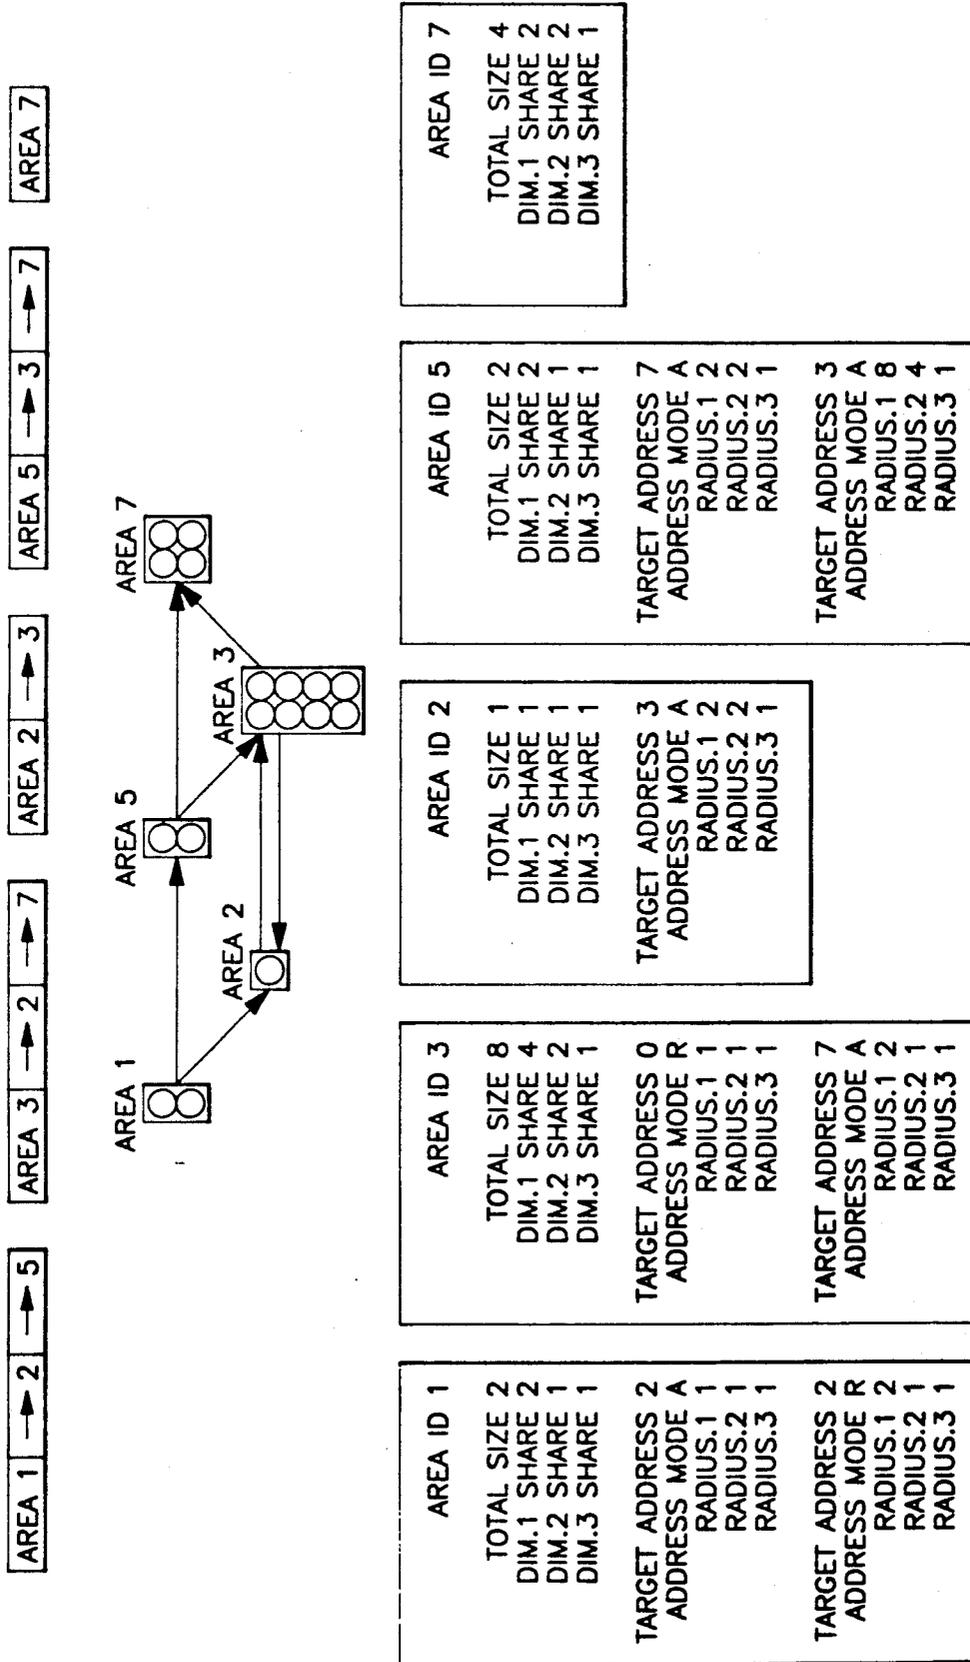 AREA 1 → 2 → 5
AREA 3 → 2 → 7
AREA 2 → 3
AREA 5 → 3 → 7
AREA 7
AREA 1
AREA 2
AREA 5
AREA 3
AREA 7
AREA ID 1
TOTAL SIZE 2
DIM.1 SHARE 2
DIM.2 SHARE 1
DIM.3 SHARE 1
TARGET ADDRESS 2
ADDRESS MODE A
RADIUS.1 1
RADIUS.2 1
RADIUS.3 1
TARGET ADDRESS 2
ADDRESS MODE R
RADIUS.1 2
RADIUS.2 1
RADIUS.3 1
AREA ID 3
TOTAL SIZE 8
DIM.1 SHARE 4
DIM.2 SHARE 2
DIM.3 SHARE 1
TARGET ADDRESS 0
ADDRESS MODE R
RADIUS.1 1
RADIUS.2 1
RADIUS.3 1
TARGET ADDRESS 7
ADDRESS MODE A
RADIUS.1 2
RADIUS.2 1
RADIUS.3 1
AREA ID 2
TOTAL SIZE 1
DIM.1 SHARE 1
DIM.2 SHARE 1
DIM.3 SHARE 1
TARGET ADDRESS 3
ADDRESS MODE A
RADIUS.1 2
RADIUS.2 2
RADIUS.3 1
AREA ID 5
TOTAL SIZE 2
DIM.1 SHARE 2
DIM.2 SHARE 1
DIM.3 SHARE 1
TARGET ADDRESS 7
ADDRESS MODE A
RADIUS.1 2
RADIUS.2 2
RADIUS.3 1
TARGET ADDRESS 3
ADDRESS MODE A
RADIUS.1 8
RADIUS.2 4
RADIUS.3 1
AREA ID 7
TOTAL SIZE 4
DIM.1 SHARE 2
DIM.2 SHARE 2
DIM.3 SHARE 1